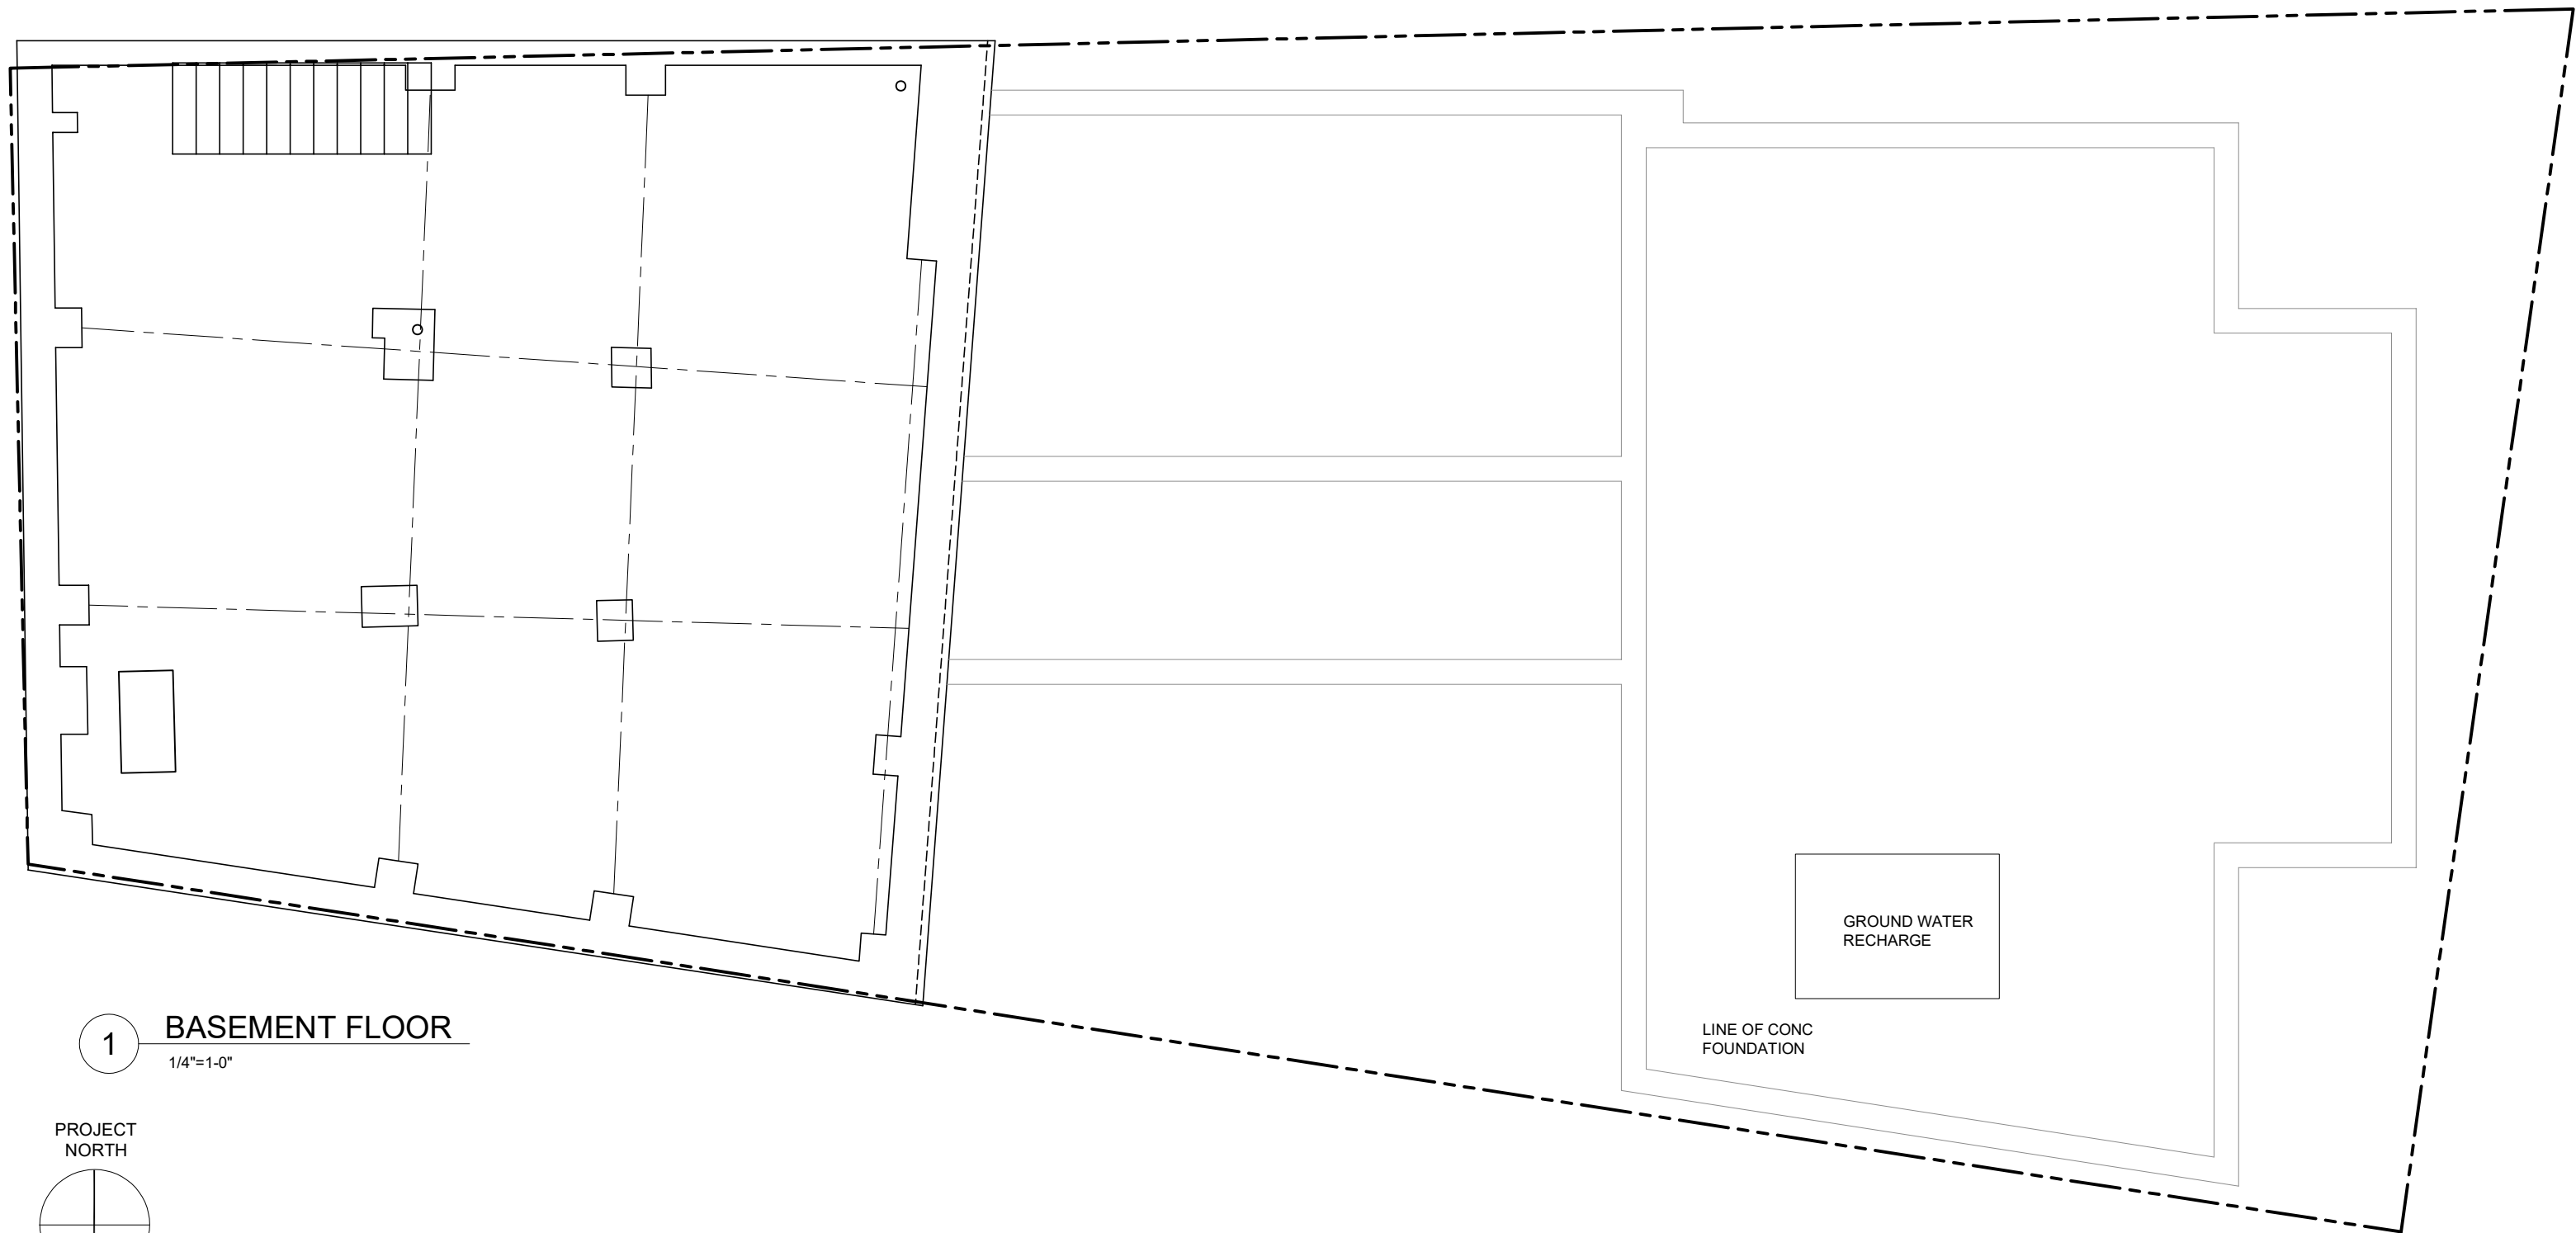 GROUND WATER
RECHARGE
LINE OF CONC
FOUNDATION
1
BASEMENT FLOOR
1/4"=1-0"
PROJECT
NORTH